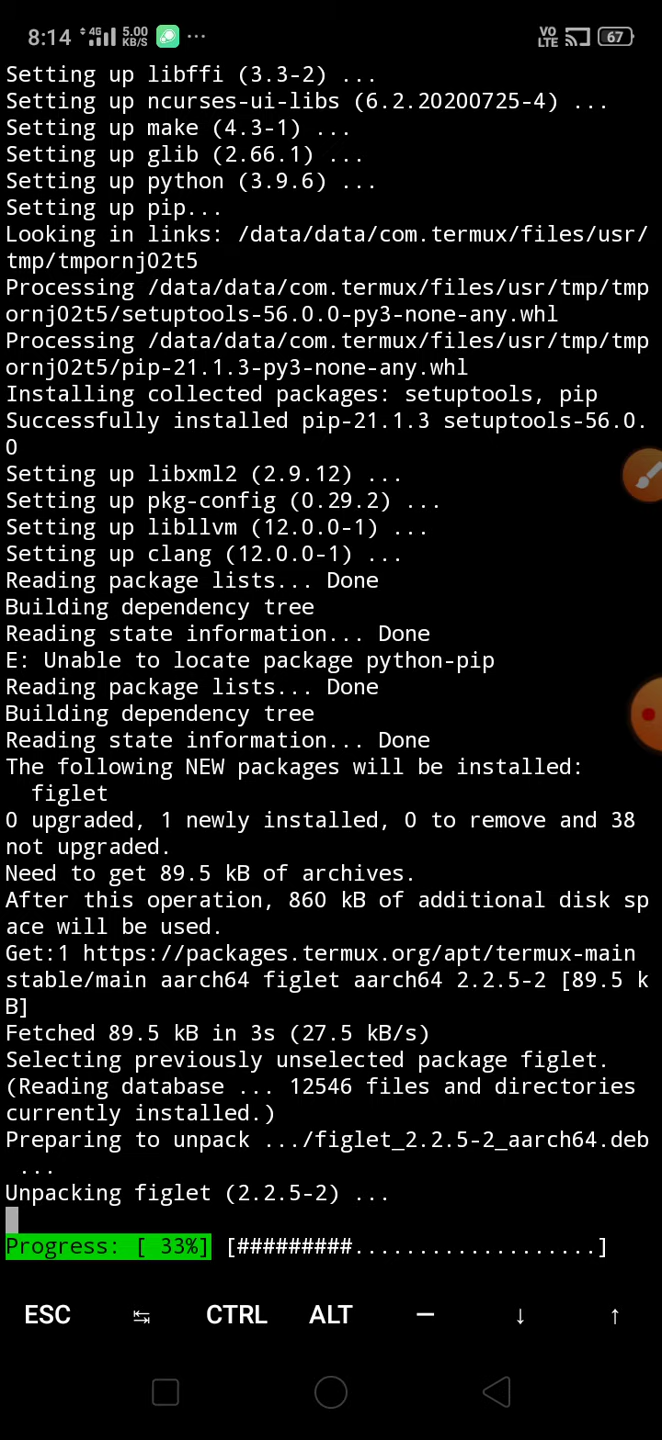 8:14 4G 5.00 KB/S ... VO LTE 67
Setting up libffi (3.3-2) ...
Setting up ncurses-ui-libs (6.2.20200725-4) ...
Setting up make (4.3-1) ...
Setting up glib (2.66.1) ...
Setting up python (3.9.6) ...
Setting up pip...
Looking in links: /data/data/com.termux/files/usr/
tmp/tmpornj02t5
Processing /data/data/com.termux/files/usr/tmp/tmp
ornj02t5/setuptools-56.0.0-py3-none-any.whl
Processing /data/data/com.termux/files/usr/tmp/tmp
ornj02t5/pip-21.1.3-py3-none-any.whl
Installing collected packages: setuptools, pip
Successfully installed pip-21.1.3 setuptools-56.0.
0
Setting up libxml2 (2.9.12) ...
Setting up pkg-config (0.29.2) ...
Setting up libllvm (12.0.0-1) ...
Setting up clang (12.0.0-1) ...
Reading package lists... Done
Building dependency tree
Reading state information... Done
E: Unable to locate package python-pip
Reading package lists... Done
Building dependency tree
Reading state information... Done
The following NEW packages will be installed:
  figlet
0 upgraded, 1 newly installed, 0 to remove and 38
not upgraded.
Need to get 89.5 kB of archives.
After this operation, 860 kB of additional disk sp
ace will be used.
Get:1 https://packages.termux.org/apt/termux-main
stable/main aarch64 figlet aarch64 2.2.5-2 [89.5 k
B]
Fetched 89.5 kB in 3s (27.5 kB/s)
Selecting previously unselected package figlet.
(Reading database ... 12546 files and directories
currently installed.)
Preparing to unpack .../figlet_2.2.5-2_aarch64.deb
 ...
Unpacking figlet (2.2.5-2) ...
Progress: [ 33%] [#########...................]
ESC ↹ CTRL ALT — ↓ ↑